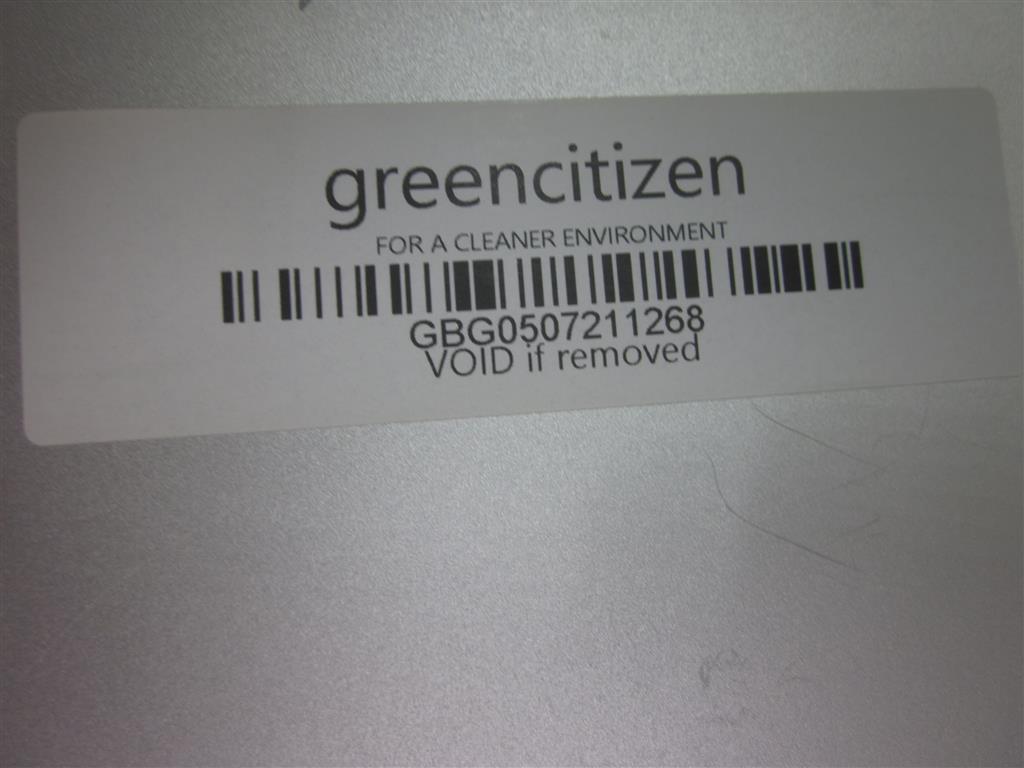 greencitizen
FOR A CLEANER ENVIRONMENT
GBG0507211268
VOID if removed